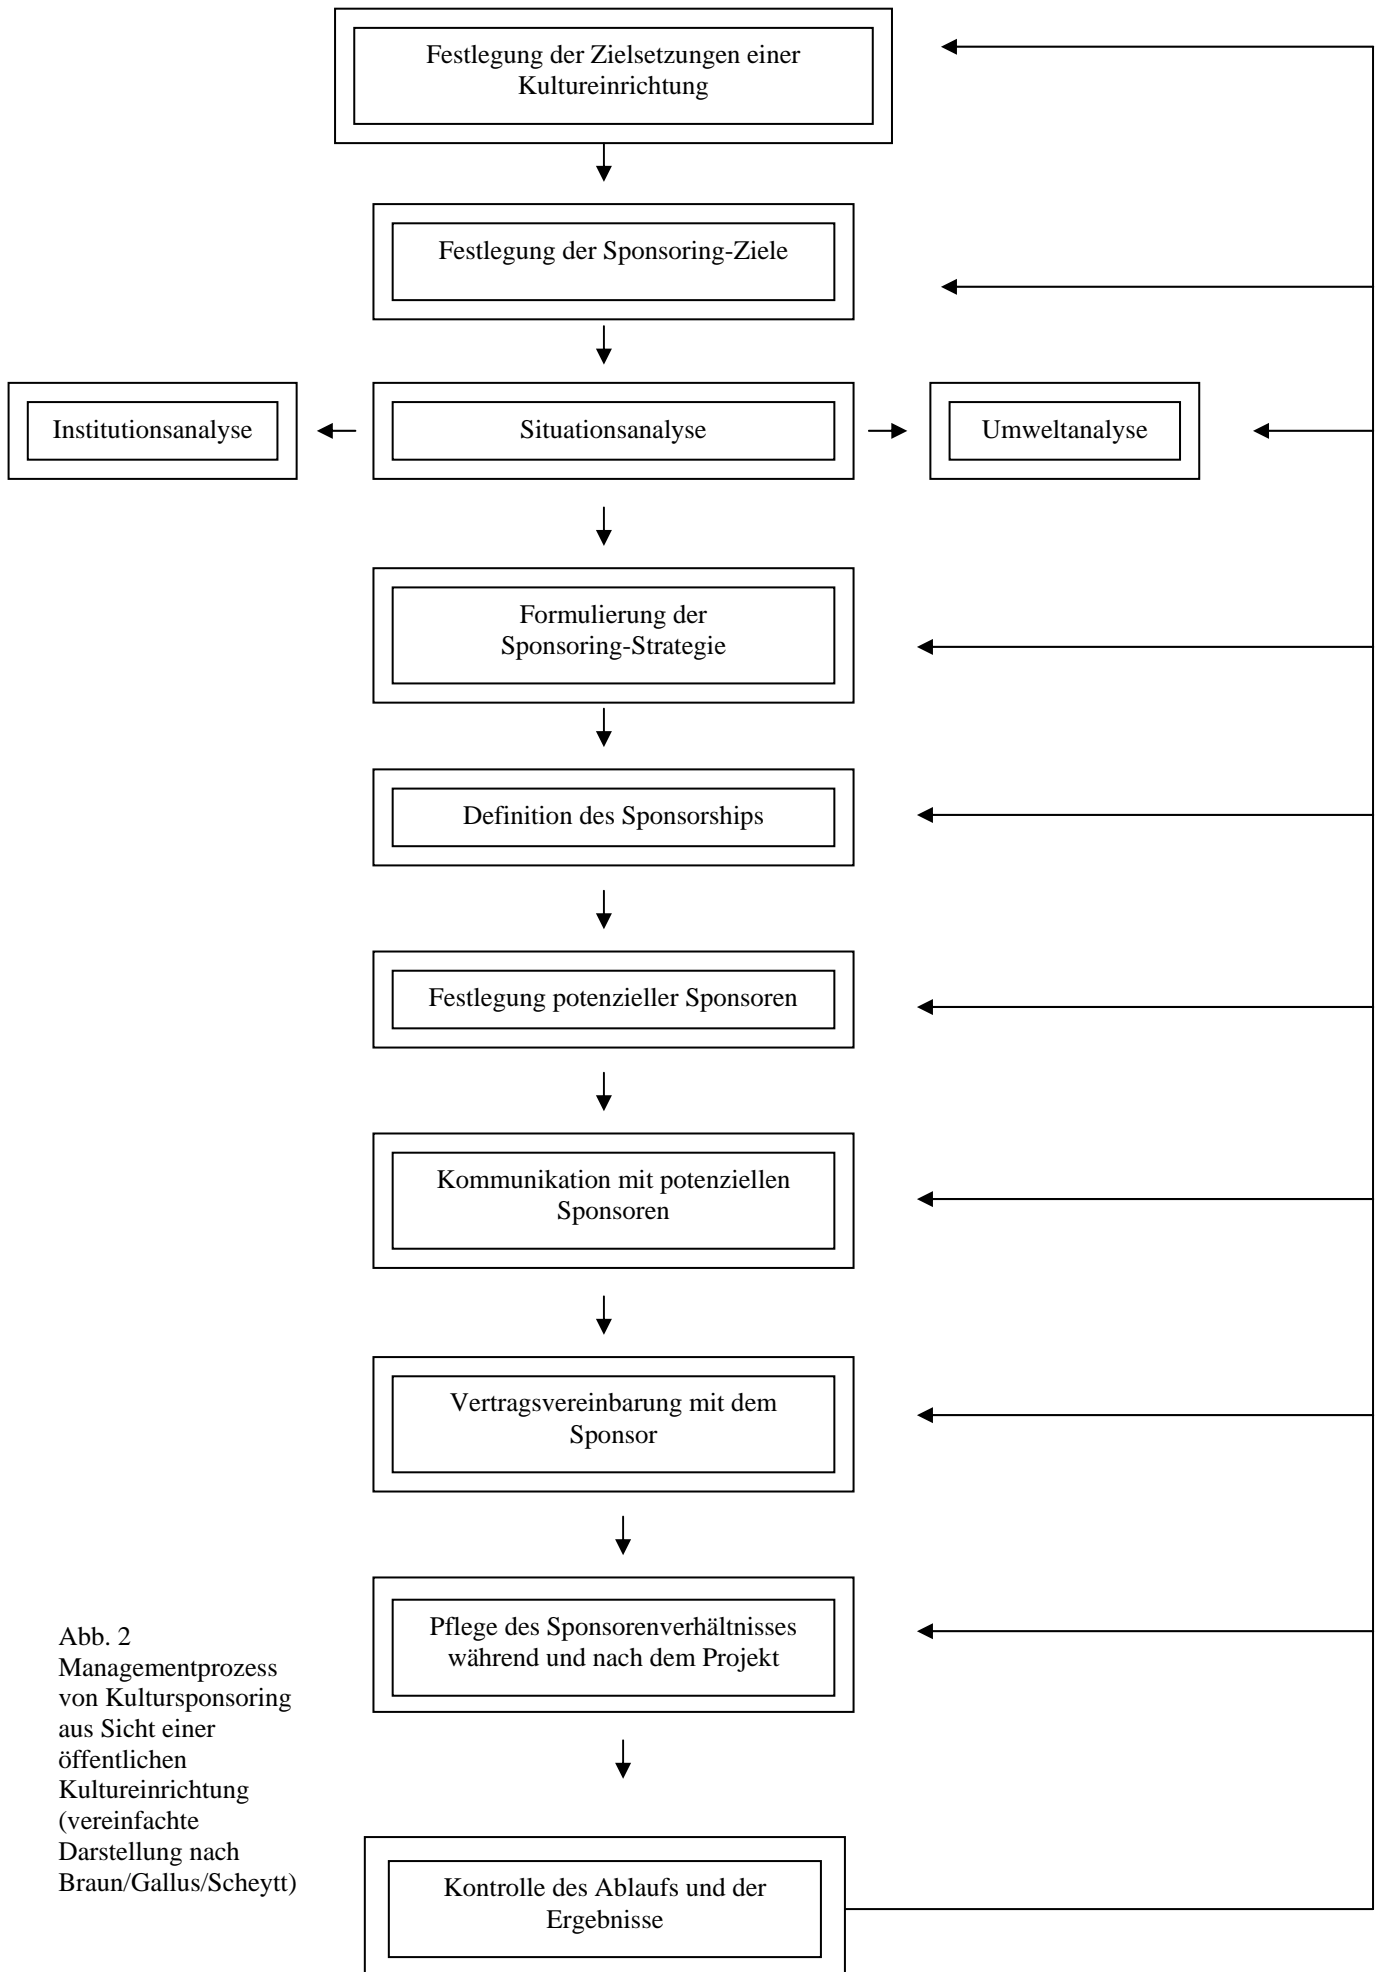 Festlegung der Zielsetzungen einer
Kultureinrichtung
Festlegung der Sponsoring-Ziele
Institutionsanalyse
Situationsanalyse
Umweltanalyse
Formulierung der
Sponsoring-Strategie
Definition des Sponsorships
Festlegung potenzieller Sponsoren
Kommunikation mit potenziellen
Sponsoren
Vertragsvereinbarung mit dem
Sponsor
Pflege des Sponsorenverhältnisses
während und nach dem Projekt
Abb. 2
Managementprozess
von Kultursponsoring
aus Sicht einer
öffentlichen
Kultureinrichtung
(vereinfachte
Darstellung nach
Braun/Gallus/Scheytt)
Kontrolle des Ablaufs und der
Ergebnisse